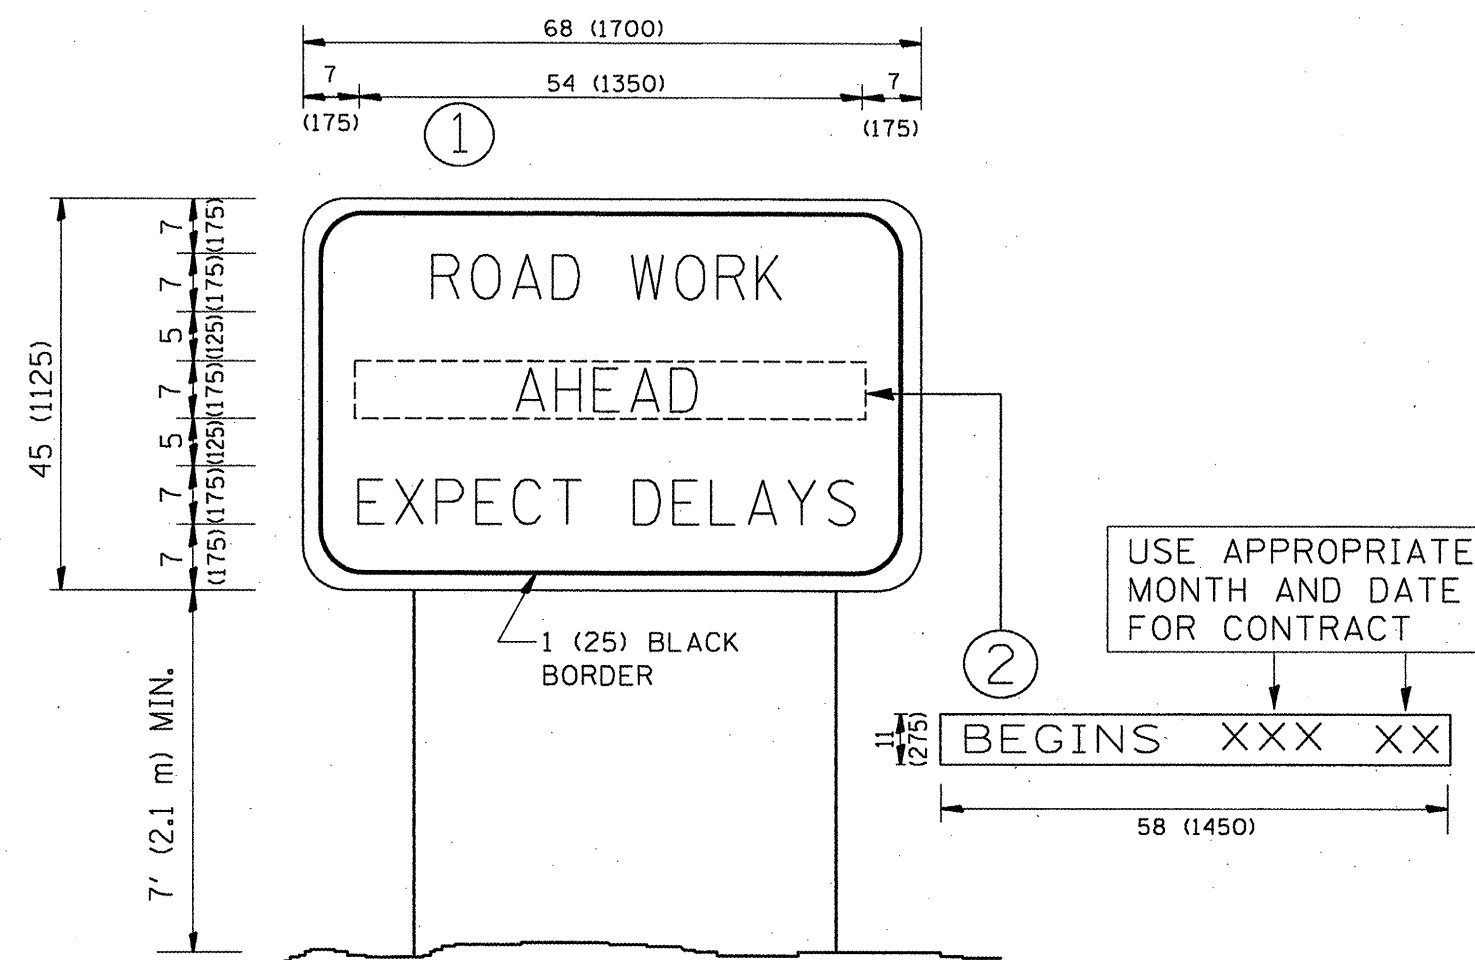 68 (1700)
7
54 (1350)
7
(175)
(175)
1
45 (1125)
7 (175)
7 (175)
5 (125)
7 (175)
5 (125)
7 (175)
7 (175)
ROAD WORK
AHEAD
EXPECT DELAYS
1 (25) BLACK
BORDER
7' (2.1 m) MIN.
USE APPROPRIATE
MONTH AND DATE
FOR CONTRACT
2
11
(275)
BEGINS XXX XX
58 (1450)